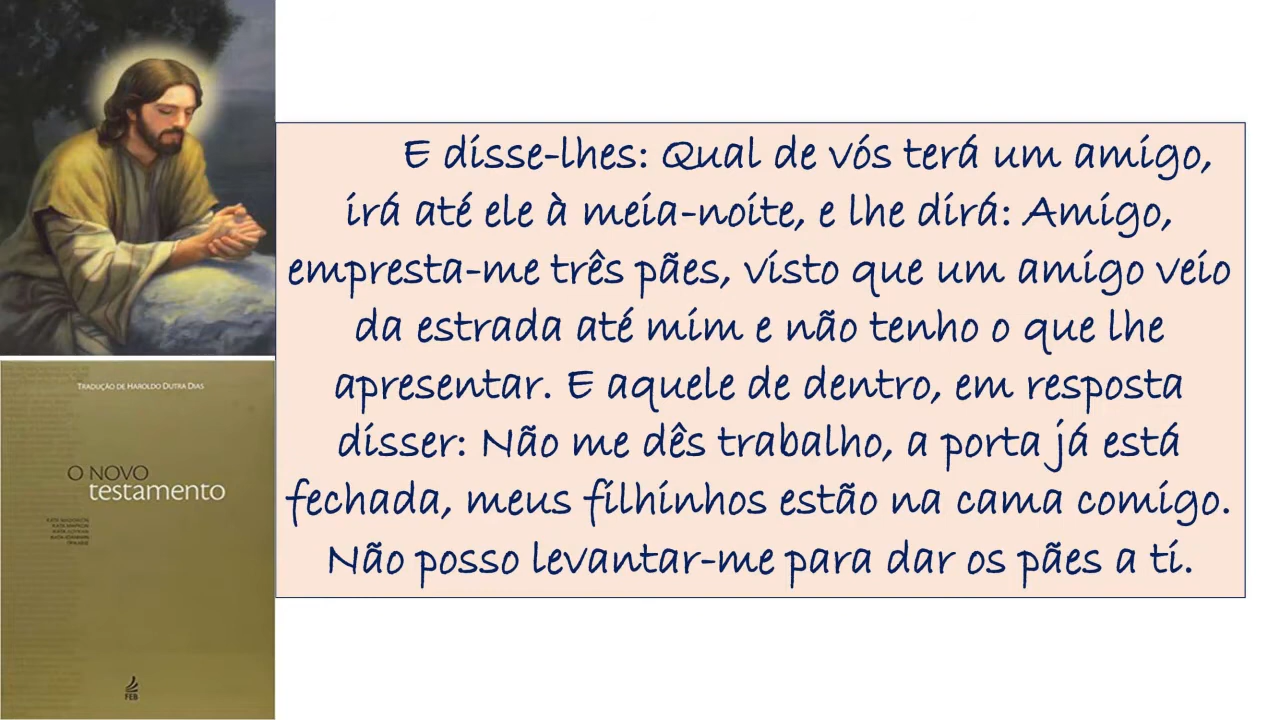 E disse-lhes: Qual de vós terá um amigo,
irá até ele à meia-noite, e lhe dirá: Amigo,
empresta-me três pães, visto que um amigo veio
da estrada até mim e não tenho o que lhe
apresentar. E aquele de dentro, em resposta
disser: Não me dês trabalho, a porta já está
fechada, meus filhinhos estão na cama comigo.
Não posso levantar-me para dar os pães a ti.
TRADUÇÃO DE HAROLDO DUTRA DIAS
O NOVO
testamento
FEB